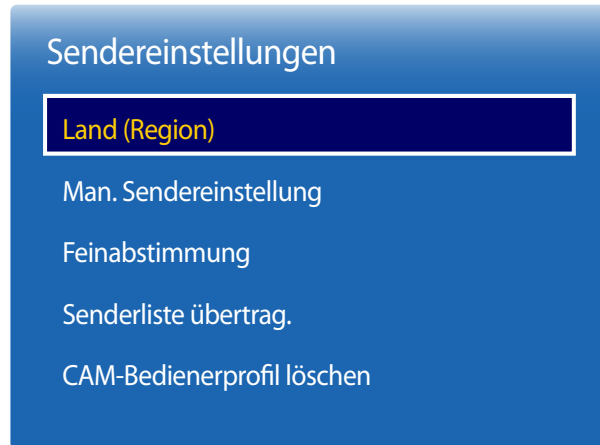 Sendereinstellungen
Land (Region)
Man. Sendereinstellung
Feinabstimmung
Senderliste übertrag.
CAM-Bedienerprofil löschen